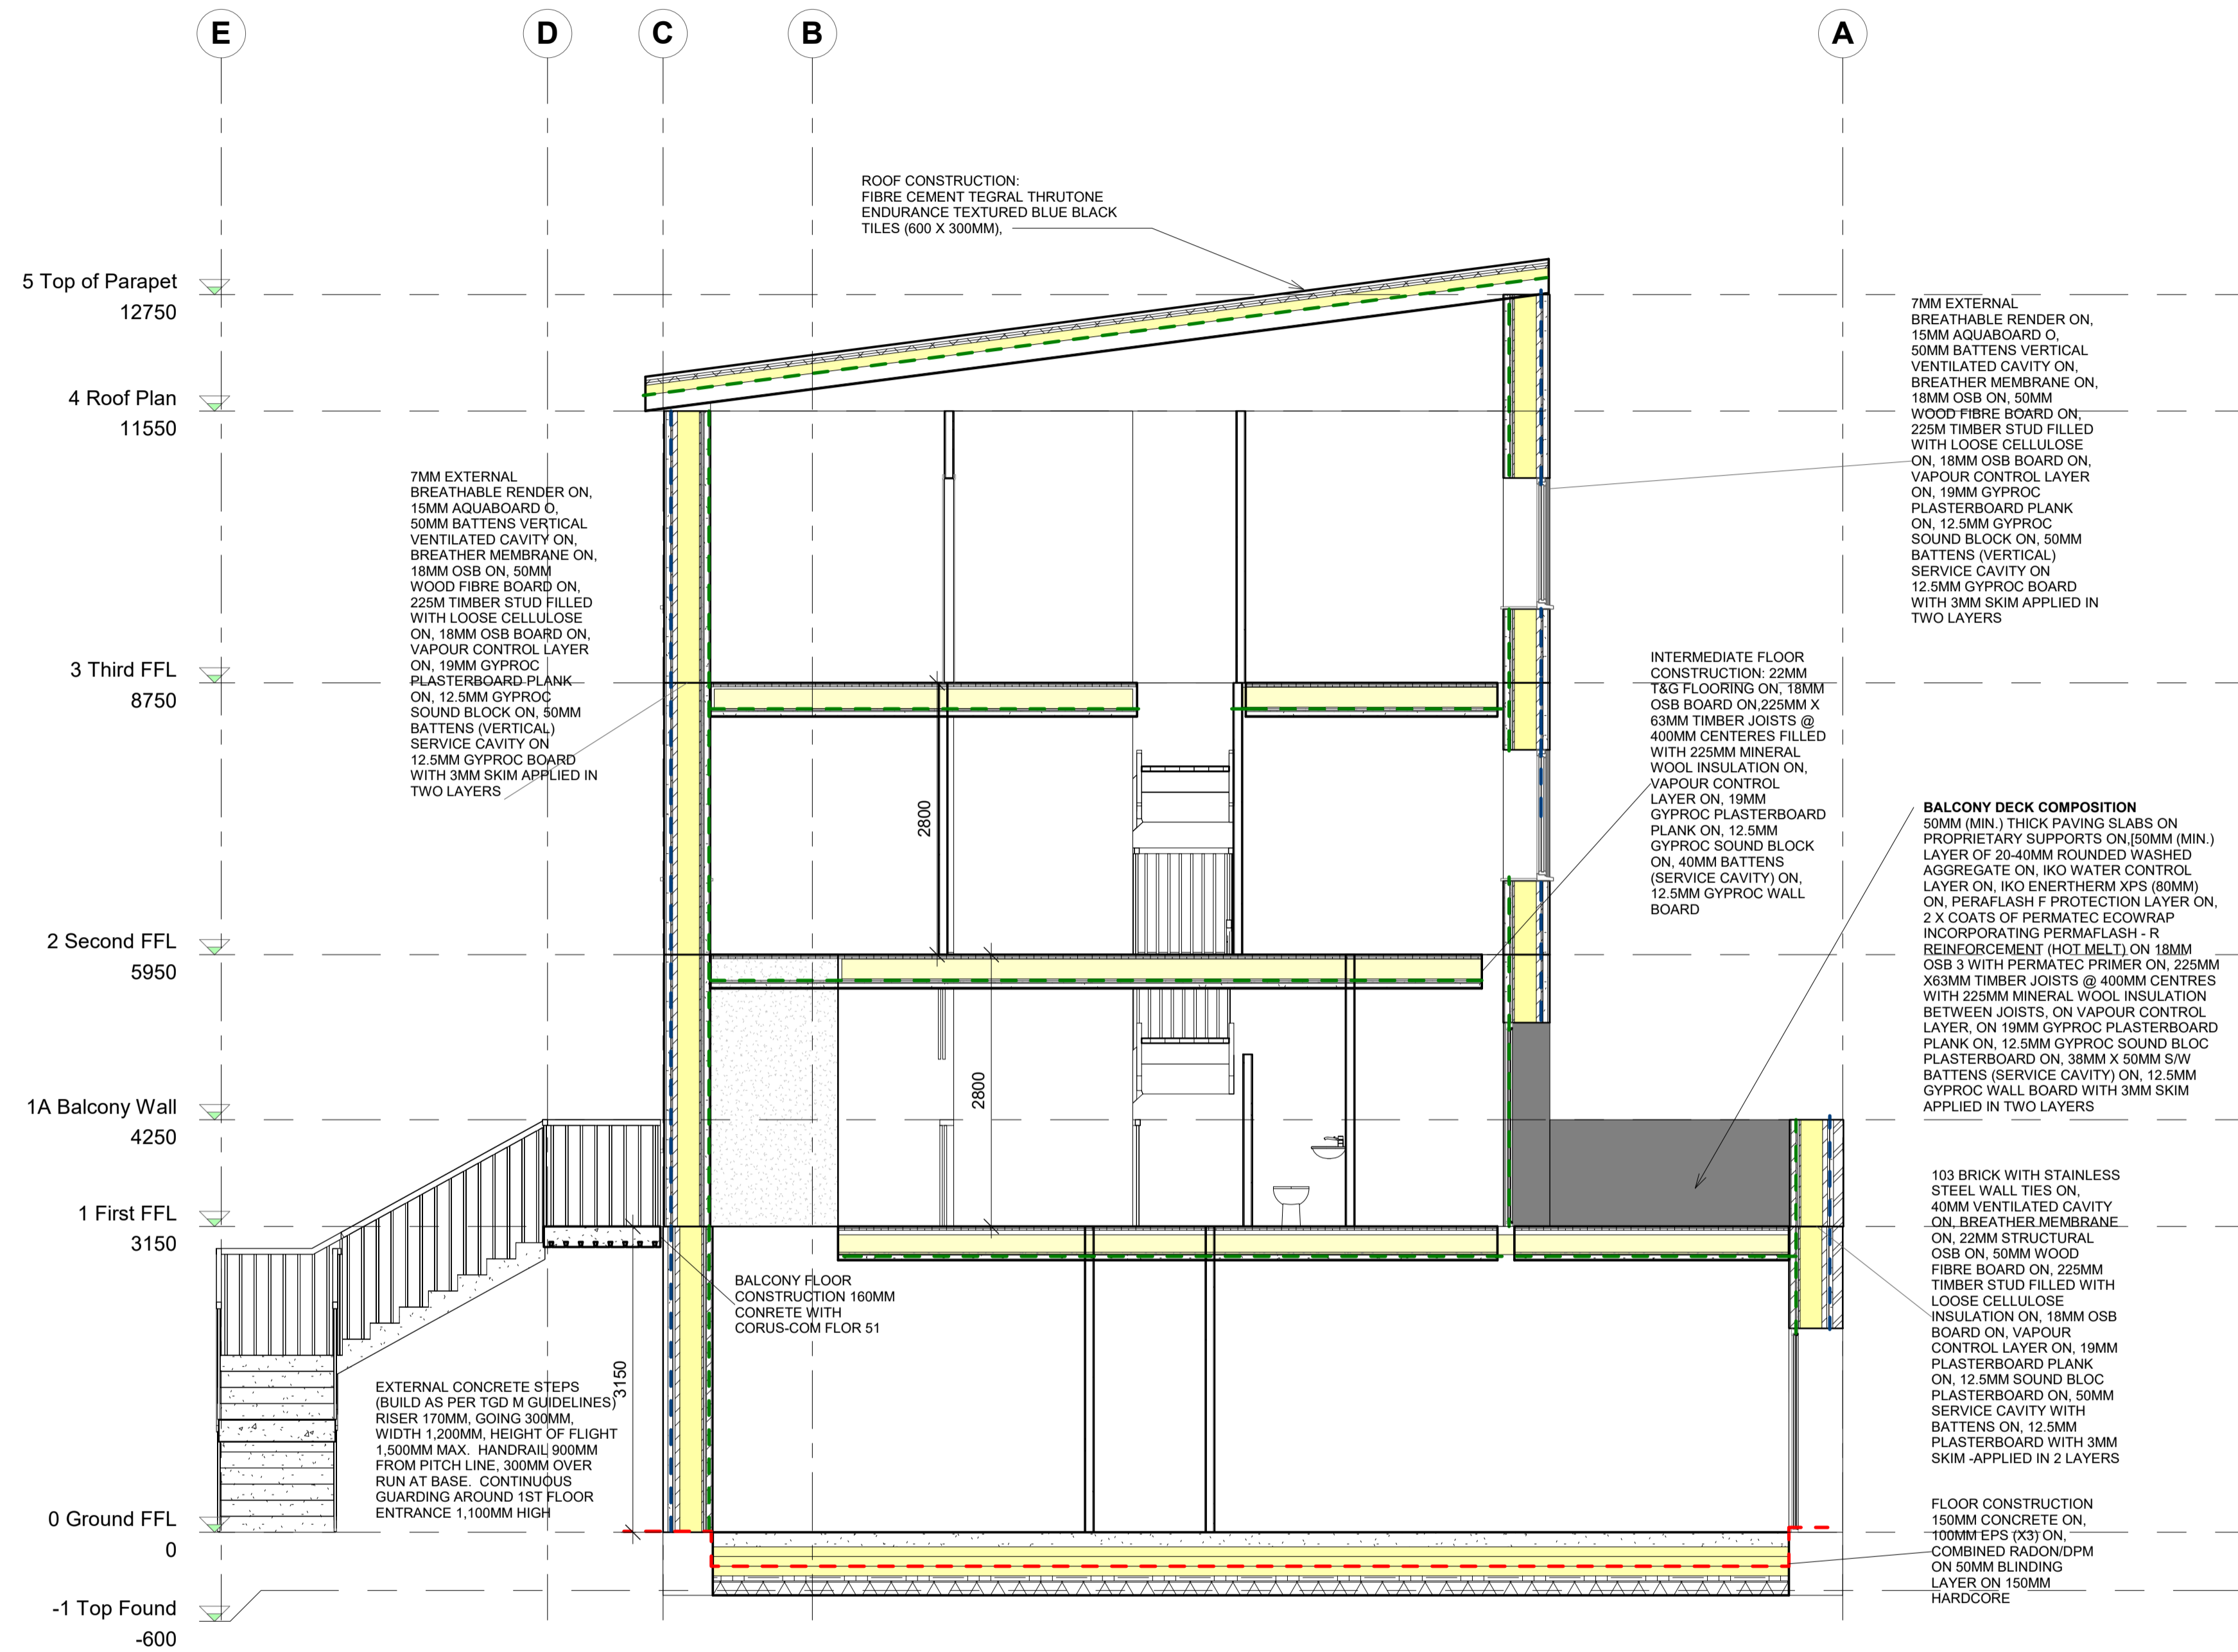 E
D
C
B
A
ROOF CONSTRUCTION:
FIBRE CEMENT TEGRAL THRUTONE
ENDURANCE TEXTURED BLUE BLACK
TILES (600 X 300MM),
5 Top of Parapet
12750
4 Roof Plan
11550
3 Third FFL
8750
2 Second FFL
5950
1A Balcony Wall
4250
1 First FFL
3150
0 Ground FFL
0
-1 Top Found
-600
7MM EXTERNAL
BREATHABLE RENDER ON,
15MM AQUABOARD O,
50MM BATTENS VERTICAL
VENTILATED CAVITY ON,
BREATHER MEMBRANE ON,
18MM OSB ON, 50MM
WOOD FIBRE BOARD ON,
225M TIMBER STUD FILLED
WITH LOOSE CELLULOSE
ON, 18MM OSB BOARD ON,
VAPOUR CONTROL LAYER
ON, 19MM GYPROC
PLASTERBOARD PLANK
ON, 12.5MM GYPROC
SOUND BLOCK ON, 50MM
BATTENS (VERTICAL)
SERVICE CAVITY ON
12.5MM GYPROC BOARD
WITH 3MM SKIM APPLIED IN
TWO LAYERS
2800
2800
3150
BALCONY FLOOR
CONSTRUCTION 160MM
CONRETE WITH
CORUS-COM FLOR 51
EXTERNAL CONCRETE STEPS
(BUILD AS PER TGD M GUIDELINES)
RISER 170MM, GOING 300MM,
WIDTH 1,200MM, HEIGHT OF FLIGHT
1,500MM MAX. HANDRAIL 900MM
FROM PITCH LINE, 300MM OVER
RUN AT BASE. CONTINUOUS
GUARDING AROUND 1ST FLOOR
ENTRANCE 1,100MM HIGH
7MM EXTERNAL
BREATHABLE RENDER ON,
15MM AQUABOARD O,
50MM BATTENS VERTICAL
VENTILATED CAVITY ON,
BREATHER MEMBRANE ON,
18MM OSB ON, 50MM
WOOD FIBRE BOARD ON,
225M TIMBER STUD FILLED
WITH LOOSE CELLULOSE
ON, 18MM OSB BOARD ON,
VAPOUR CONTROL LAYER
ON, 19MM GYPROC
PLASTERBOARD PLANK
ON, 12.5MM GYPROC
SOUND BLOCK ON, 50MM
BATTENS (VERTICAL)
SERVICE CAVITY ON
12.5MM GYPROC BOARD
WITH 3MM SKIM APPLIED IN
TWO LAYERS
INTERMEDIATE FLOOR
CONSTRUCTION: 22MM
T&G FLOORING ON, 18MM
OSB BOARD ON,225MM X
63MM TIMBER JOISTS @
400MM CENTERES FILLED
WITH 225MM MINERAL
WOOL INSULATION ON,
VAPOUR CONTROL
LAYER ON, 19MM
GYPROC PLASTERBOARD
PLANK ON, 12.5MM
GYPROC SOUND BLOCK
ON, 40MM BATTENS
(SERVICE CAVITY) ON,
12.5MM GYPROC WALL
BOARD
BALCONY DECK COMPOSITION
50MM (MIN.) THICK PAVING SLABS ON
PROPRIETARY SUPPORTS ON,[50MM (MIN.)
LAYER OF 20-40MM ROUNDED WASHED
AGGREGATE ON, IKO WATER CONTROL
LAYER ON, IKO ENERTHERM XPS (80MM)
ON, PERAFLASH F PROTECTION LAYER ON,
2 X COATS OF PERMATEC ECOWRAP
INCORPORATING PERMAFLASH - R
REINFORCEMENT (HOT MELT) ON 18MM
OSB 3 WITH PERMATEC PRIMER ON, 225MM
X63MM TIMBER JOISTS @ 400MM CENTRES
WITH 225MM MINERAL WOOL INSULATION
BETWEEN JOISTS, ON VAPOUR CONTROL
LAYER, ON 19MM GYPROC PLASTERBOARD
PLANK ON, 12.5MM GYPROC SOUND BLOC
PLASTERBOARD ON, 38MM X 50MM S/W
BATTENS (SERVICE CAVITY) ON, 12.5MM
GYPROC WALL BOARD WITH 3MM SKIM
APPLIED IN TWO LAYERS
103 BRICK WITH STAINLESS
STEEL WALL TIES ON,
40MM VENTILATED CAVITY
ON, BREATHER MEMBRANE
ON, 22MM STRUCTURAL
OSB ON, 50MM WOOD
FIBRE BOARD ON, 225MM
TIMBER STUD FILLED WITH
LOOSE CELLULOSE
INSULATION ON, 18MM OSB
BOARD ON, VAPOUR
CONTROL LAYER ON, 19MM
PLASTERBOARD PLANK
ON, 12.5MM SOUND BLOC
PLASTERBOARD ON, 50MM
SERVICE CAVITY WITH
BATTENS ON, 12.5MM
PLASTERBOARD WITH 3MM
SKIM -APPLIED IN 2 LAYERS
FLOOR CONSTRUCTION
150MM CONCRETE ON,
100MM EPS (X3) ON,
COMBINED RADON/DPM
ON 50MM BLINDING
LAYER ON 150MM
HARDCORE